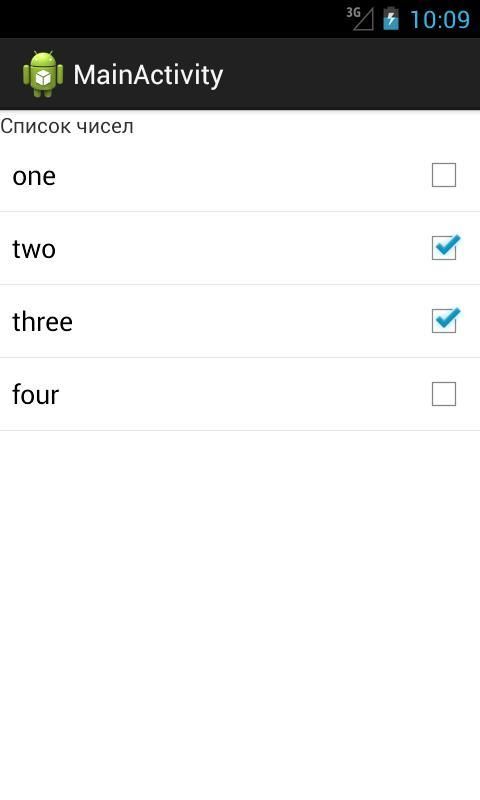 3G 10:09
MainActivity
Список чисел
one
two
three
four